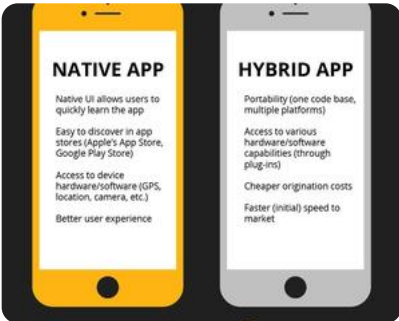 NATIVE APP
Native UI allows users to
quickly learn the app
Easy to discover in app
stores (Apple's App Store,
Google Play Store)
Access to device
hardware/software (GPS,
location, camera, etc.)
Better user experience
HYBRID APP
Portability (one code base,
multiple platforms)
Access to various
hardware/software
capabilities (through
plug-ins)
Cheaper origination costs
Faster (initial) speed to
market